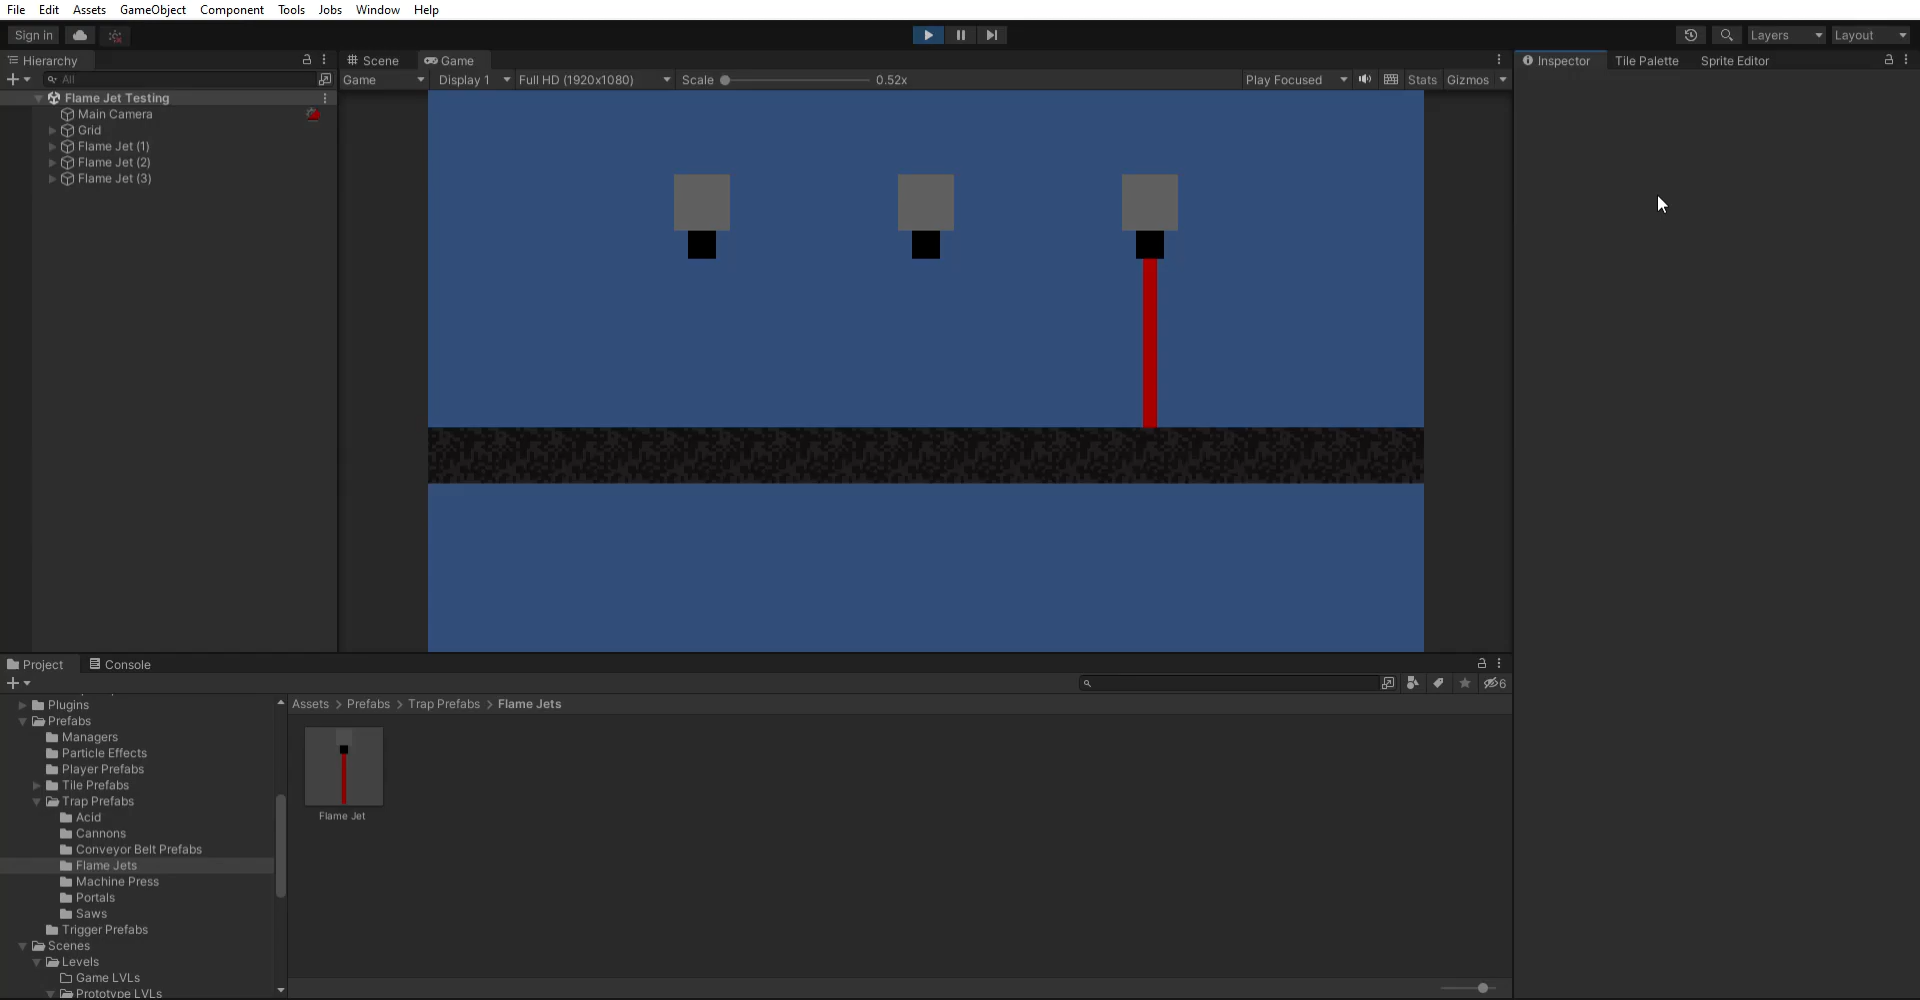 File Edit Assets GameObject Component Tools Jobs Window Help
Sign in Layers Layout
Hierarchy Scene Game Inspector Tile Palette Sprite Editor
All Game Display 1 Full HD (1920x1080) Scale 0.52x Play Focused Stats Gizmos
Flame Jet Testing
Main Camera
Grid
Flame Jet (1)
Flame Jet (2)
Flame Jet (3)
Project Console
6
Assets > Prefabs > Trap Prefabs > Flame Jets
Flame Jet
Plugins
Prefabs
Managers
Particle Effects
Player Prefabs
Tile Prefabs
Trap Prefabs
Acid
Cannons
Conveyor Belt Prefabs
Flame Jets
Machine Press
Portals
Saws
Trigger Prefabs
Scenes
Levels
Game LVLs
Prototype LVLs